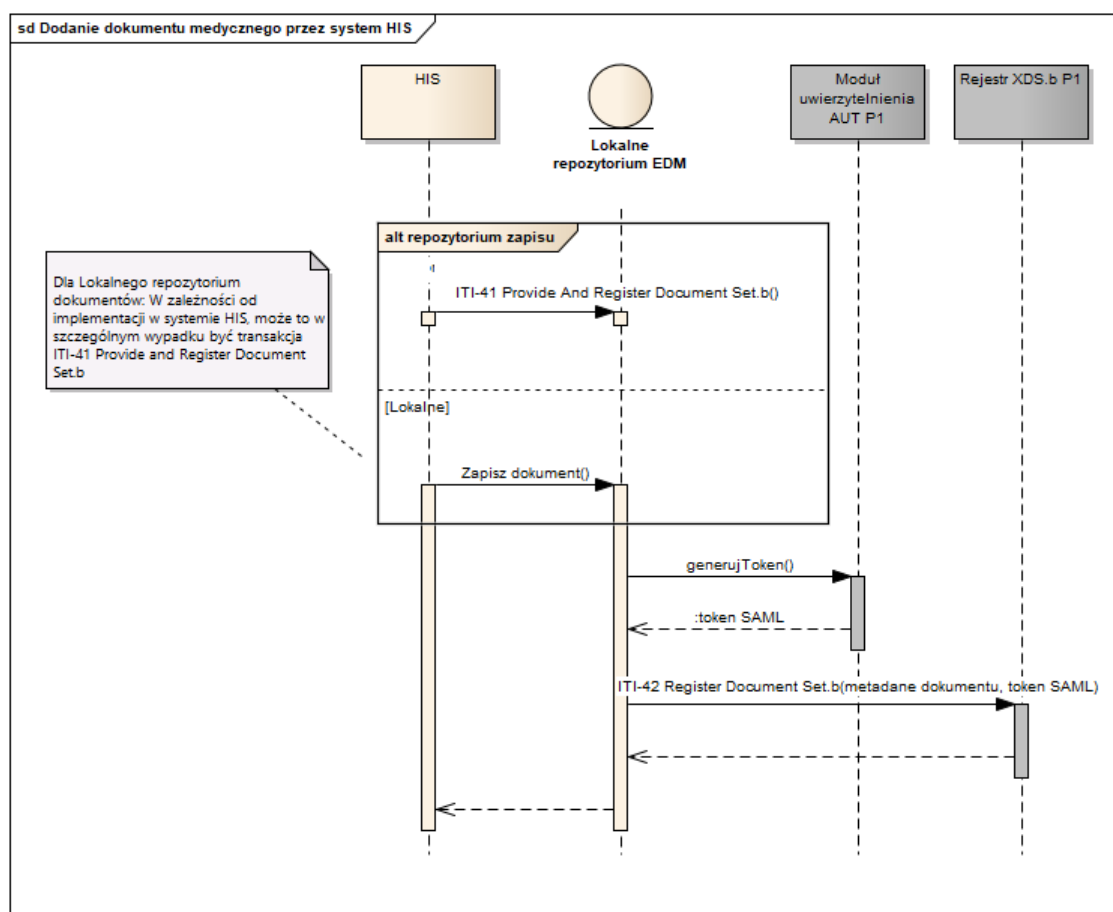 sd Dodanie dokumentu medycznego przez system HIS
HIS
Lokalne
repozytorium EDM
Moduł
uwierzytelnienia
AUT P1
Rejestr XDS.b P1
alt repozytorium zapisu
Dla Lokalnego repozytorium
dokumentów: W zależności od
implementacji w systemie HIS, może to w
szczególnym wypadku być transakcja
ITI-41 Provide and Register Document
Set.b
ITI-41 Provide And Register Document Set.b()
[Lokalne]
Zapisz dokument()
generujToken()
:token SAML
ITI-42 Register Document Set.b(metadane dokumentu, token SAML)